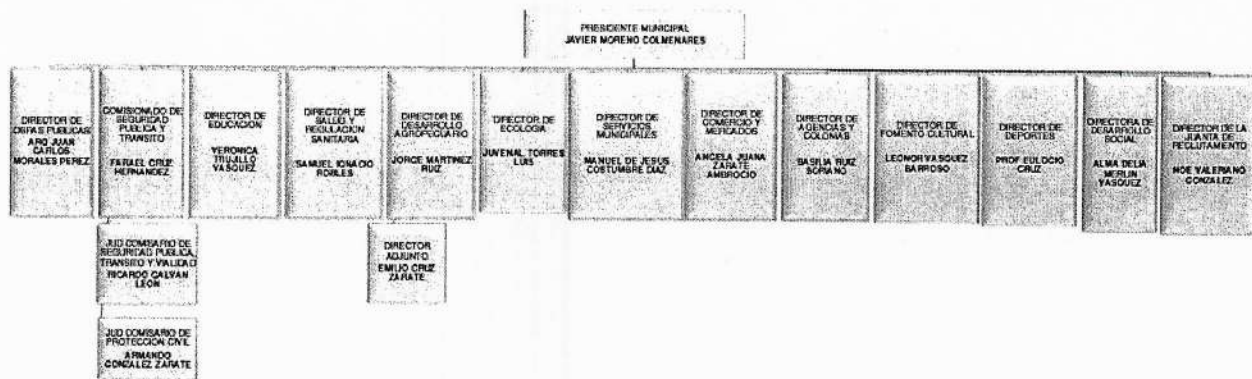 PRESIDENTE MUNICIPAL
JAVIER MORENO COLMENARES
DIRECTOR DE
OBRAS PUBLICAS
ARQ JUAN
CARLOS
MORALES PEREZ
COMISIONADO DE
SEGURIDAD
PUBLICA Y
TRANSITO
RAFAEL CRUZ
HERNANDEZ
DIRECTOR DE
EDUCACIÓN
VERONICA
TRUJILLO
VASQUEZ
DIRECTOR DE
SALUD Y
REGULACION
SANITARIA
SAMUEL IGNACIO
ROBLES
DIRECTOR DE
DESARROLLO
AGROPECUARIO
JORGE MARTINEZ
RUIZ
DIRECTOR DE
ECOLOGIA
JUVENAL TORRES
LUIS
DIRECTOR DE
SERVICIOS
MUNICIPALES
MANUEL DE JESUS
COSTUMBRE DIAZ
DIRECTOR DE
COMERCIO Y
MERCADOS
ANGELA JUANA
ZARATE
AMBROCIO
DIRECTOR DE
AGENCIAS Y
COLONIAS
BASILIA RUIZ
SORIANO
DIRECTOR DE
FOMENTO CULTURAL
LEONOR VASQUEZ
BARROSO
DIRECTOR DE
DEPORTES
PROF EULOGIO
CRUZ
DIRECTORA DE
DESARROLLO
SOCIAL
ALMA DELIA
MERLIN
VASQUEZ
DIRECTOR DE LA
JUNTA DE
RECLUTAMENTO
NOE VALERIANO
GONZALEZ
JUD COMISARIO DE
SEGURIDAD PUBLICA,
TRANSITO Y VIALIDAD
RICARDO GALVAN
LEON
DIRECTOR
ADJUNTO
EMILIO CRUZ
ZARATE
JUD COMISARIO DE
PROTECCION CIVIL
ARMANDO
GONZALEZ ZARATE